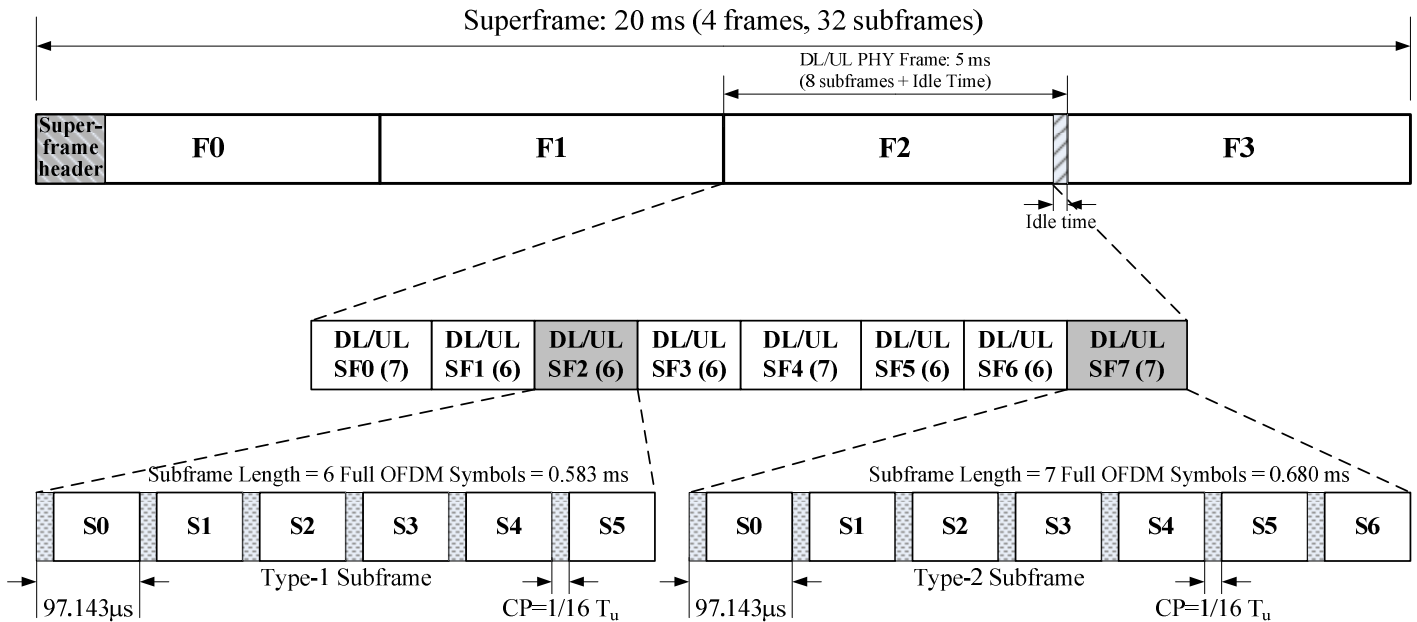 Superframe: 20 ms (4 frames, 32 subframes)
DL/UL PHY Frame: 5 ms
(8 subframes + Idle Time)
Super-
frame
header
F0
F1
F2
F3
Idle time
DL/UL
SF0 (7)
DL/UL
SF1 (6)
DL/UL
SF2 (6)
DL/UL
SF3 (6)
DL/UL
SF4 (7)
DL/UL
SF5 (6)
DL/UL
SF6 (6)
DL/UL
SF7 (7)
Subframe Length = 6 Full OFDM Symbols = 0.583 ms
S0
S1
S2
S3
S4
S5
Type-1 Subframe
97.143µs
CP=1/16 Tu
Subframe Length = 7 Full OFDM Symbols = 0.680 ms
S0
S1
S2
S3
S4
S5
S6
Type-2 Subframe
97.143µs
CP=1/16 Tu